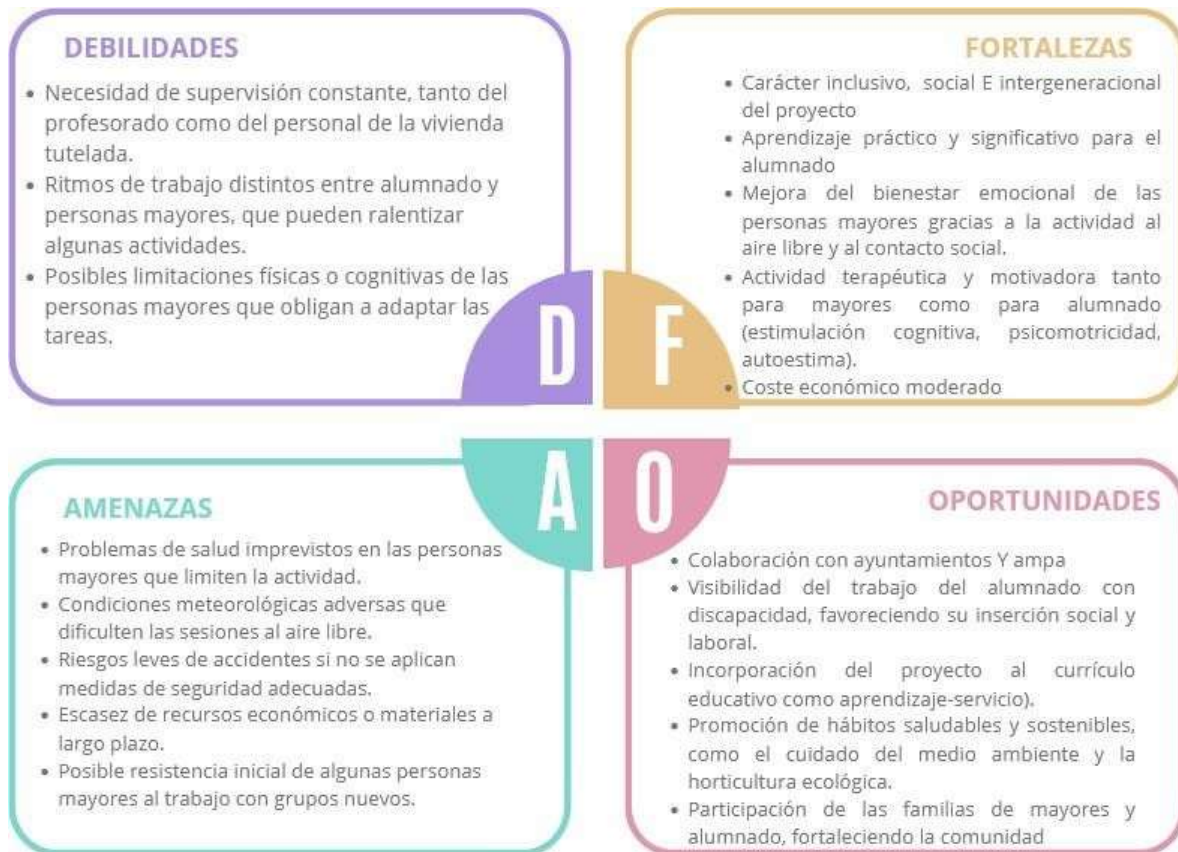 DEBILIDADES
• Necesidad de supervisión constante, tanto del
profesorado como del personal de la vivienda
tutelada.
• Ritmos de trabajo distintos entre alumnado y
personas mayores, que pueden ralentizar
algunas actividades.
• Posibles limitaciones físicas o cognitivas de las
personas mayores que obligan a adaptar las
tareas.
D
FORTALEZAS
• Carácter inclusivo, social E intergeneracional
del proyecto
• Aprendizaje práctico y significativo para el
alumnado
• Mejora del bienestar emocional de las
personas mayores gracias a la actividad al
aire libre y al contacto social.
• Actividad terapéutica y motivadora tanto
para mayores como para alumnado
(estimulación cognitiva, psicomotricidad,
autoestima).
• Coste económico moderado
F
AMENAZAS
• Problemas de salud imprevistos en las personas
mayores que limiten la actividad.
• Condiciones meteorológicas adversas que
dificulten las sesiones al aire libre.
• Riesgos leves de accidentes si no se aplican
medidas de seguridad adecuadas.
• Escasez de recursos económicos o materiales a
largo plazo.
• Posible resistencia inicial de algunas personas
mayores al trabajo con grupos nuevos.
A
OPORTUNIDADES
• Colaboración con ayuntamientos Y ampa
• Visibilidad del trabajo del alumnado con
discapacidad, favoreciendo su inserción social y
laboral.
• Incorporación del proyecto al currículo
educativo como aprendizaje-servicio).
• Promoción de hábitos saludables y sostenibles,
como el cuidado del medio ambiente y la
horticultura ecológica.
• Participación de las familias de mayores y
alumnado, fortaleciendo la comunidad
O